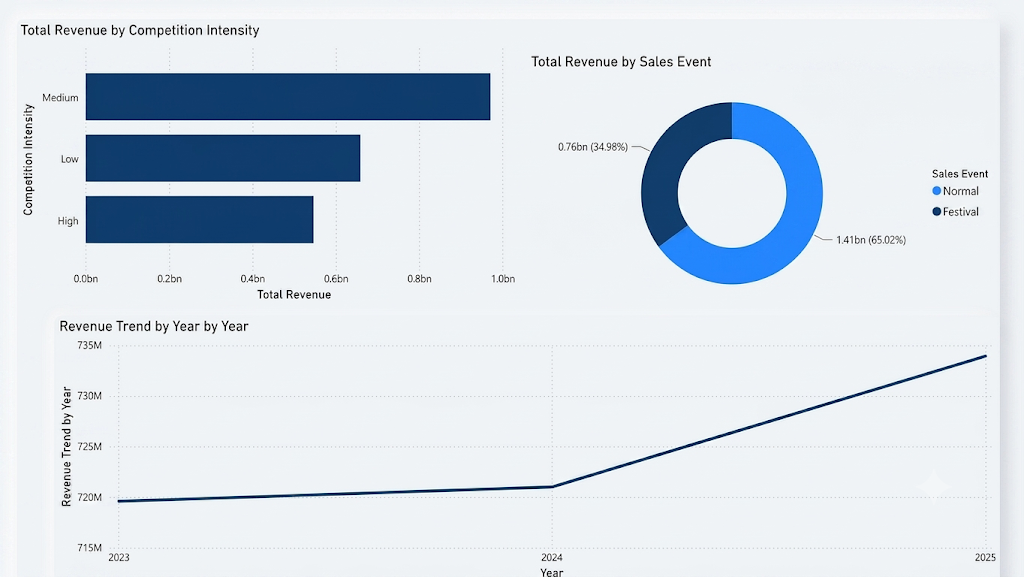 Total Revenue by Competition Intensity
Competition Intensity
Medium
Low
High
0.0bn 0.2bn 0.4bn 0.6bn 0.8bn 1.0bn
Total Revenue
Total Revenue by Sales Event
0.76bn (34.98%)
1.41bn (65.02%)
Sales Event
Normal
Festival
Revenue Trend by Year by Year
Revenue Trend by Year
735M
730M
725M
720M
715M
2023 2024 2025
Year